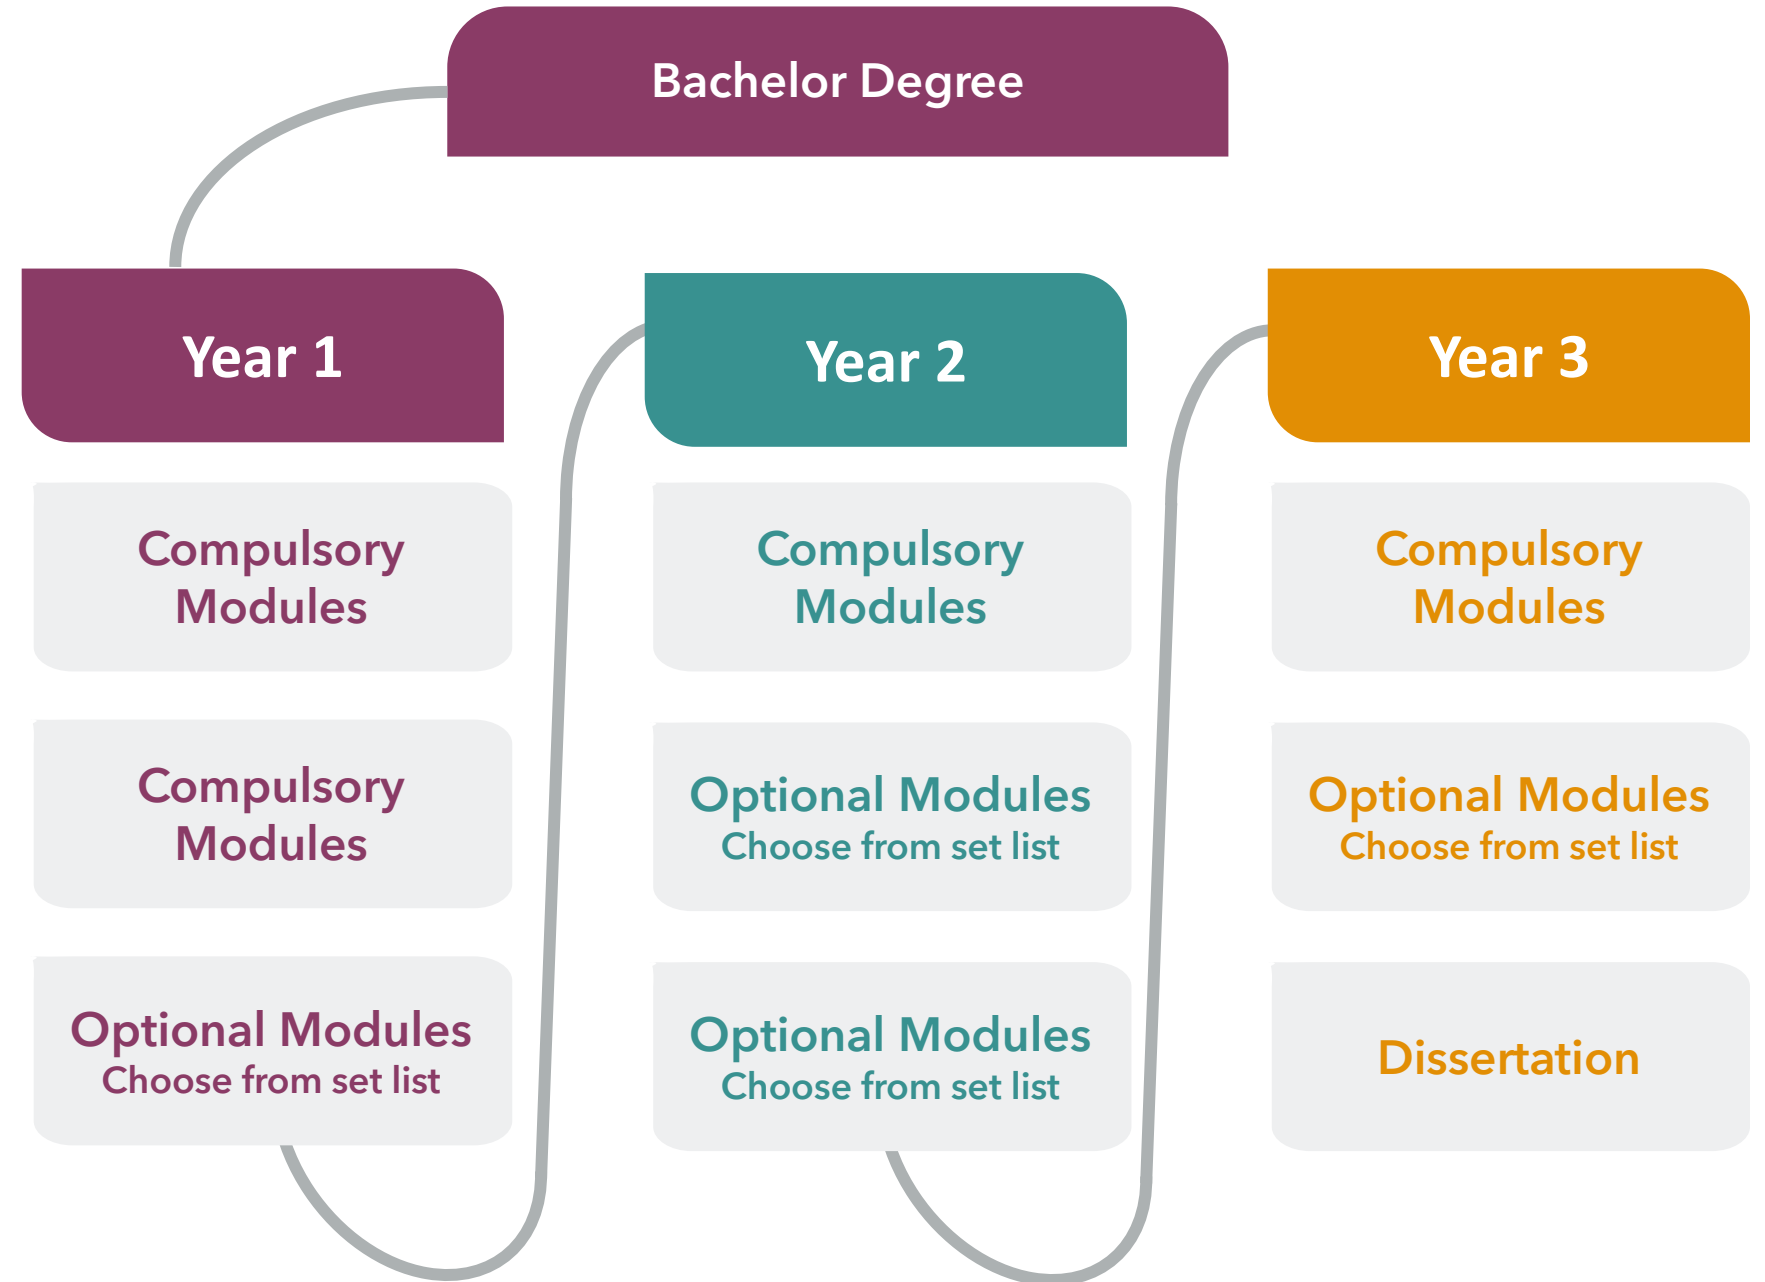 Bachelor Degree
Year 1
Compulsory
Modules
Compulsory
Modules
Optional Modules
Choose from set list
Year 2
Compulsory
Modules
Optional Modules
Choose from set list
Optional Modules
Choose from set list
Year 3
Compulsory
Modules
Optional Modules
Choose from set list
Dissertation